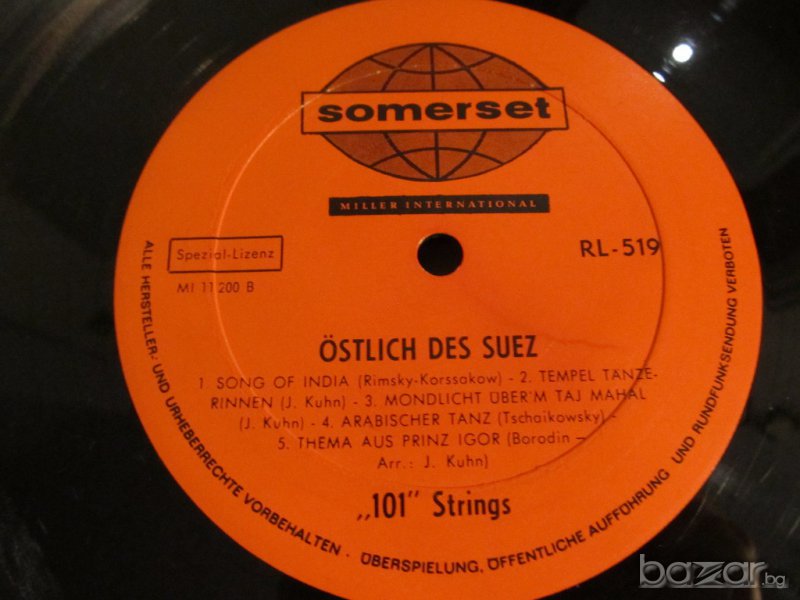 somerset
MILLER INTERNATIONAL
Spezial-Lizenz
RL-519
MI 11 200 B
ÖSTLICH DES SUEZ
1. SONG OF INDIA (Rimsky-Korssakow) - 2. TEMPEL TANZE-
RINNEN (J. Kuhn) - 3. MONDLICHT ÜBER'M TAJ MAHAL
(J. Kuhn) - 4. ARABISCHER TANZ (Tschaikowsky) -
5. THEMA AUS PRINZ IGOR (Borodin –
Arr.: J. Kuhn)
„101" Strings
ALLE HERSTELLER- UND URHEBERRECHTE VORBEHALTEN · ÜBERSPIELUNG, ÖFFENTLICHE AUFFÜHRUNG UND RUNDFUNKSENDUNG VERBOTEN
bazar.bg